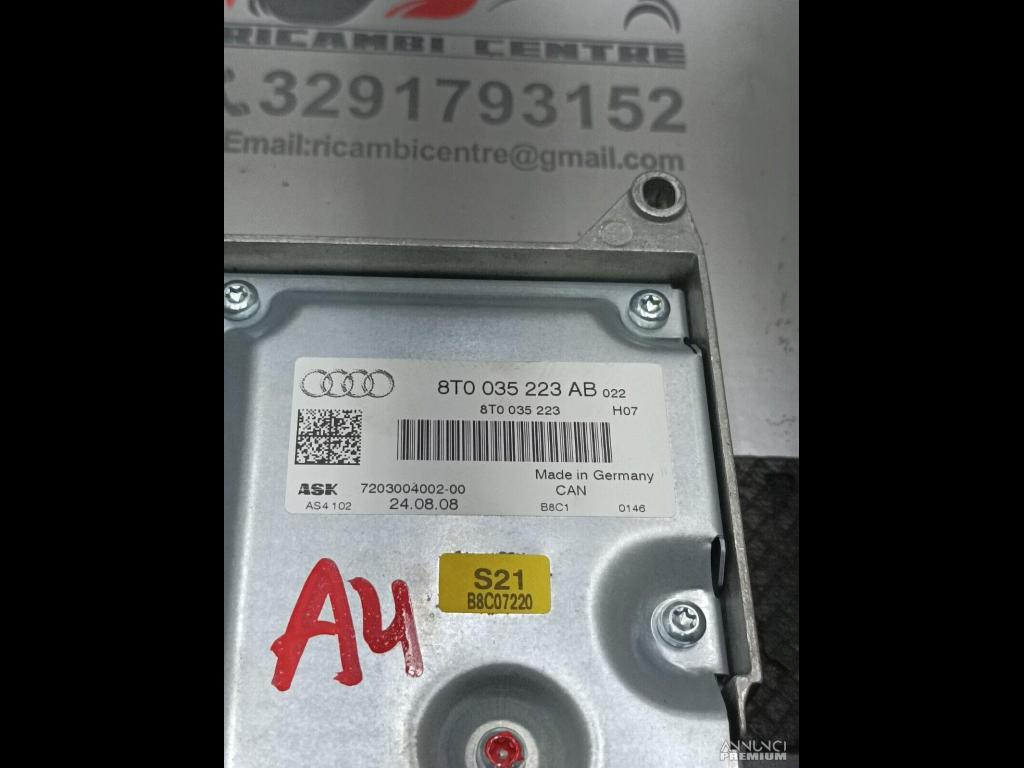 RICAMBI CENTRE
3291793152
Email:ricambicentre@gmail.com
8T0 035 223 AB 022
8T0 035 223 H07
Made in Germany
ASK 7203004002-00 CAN
AS4 102 24.08.08 B8C1 0146
S21
B8C07220
A4
ANNUNCI
PREMIUM